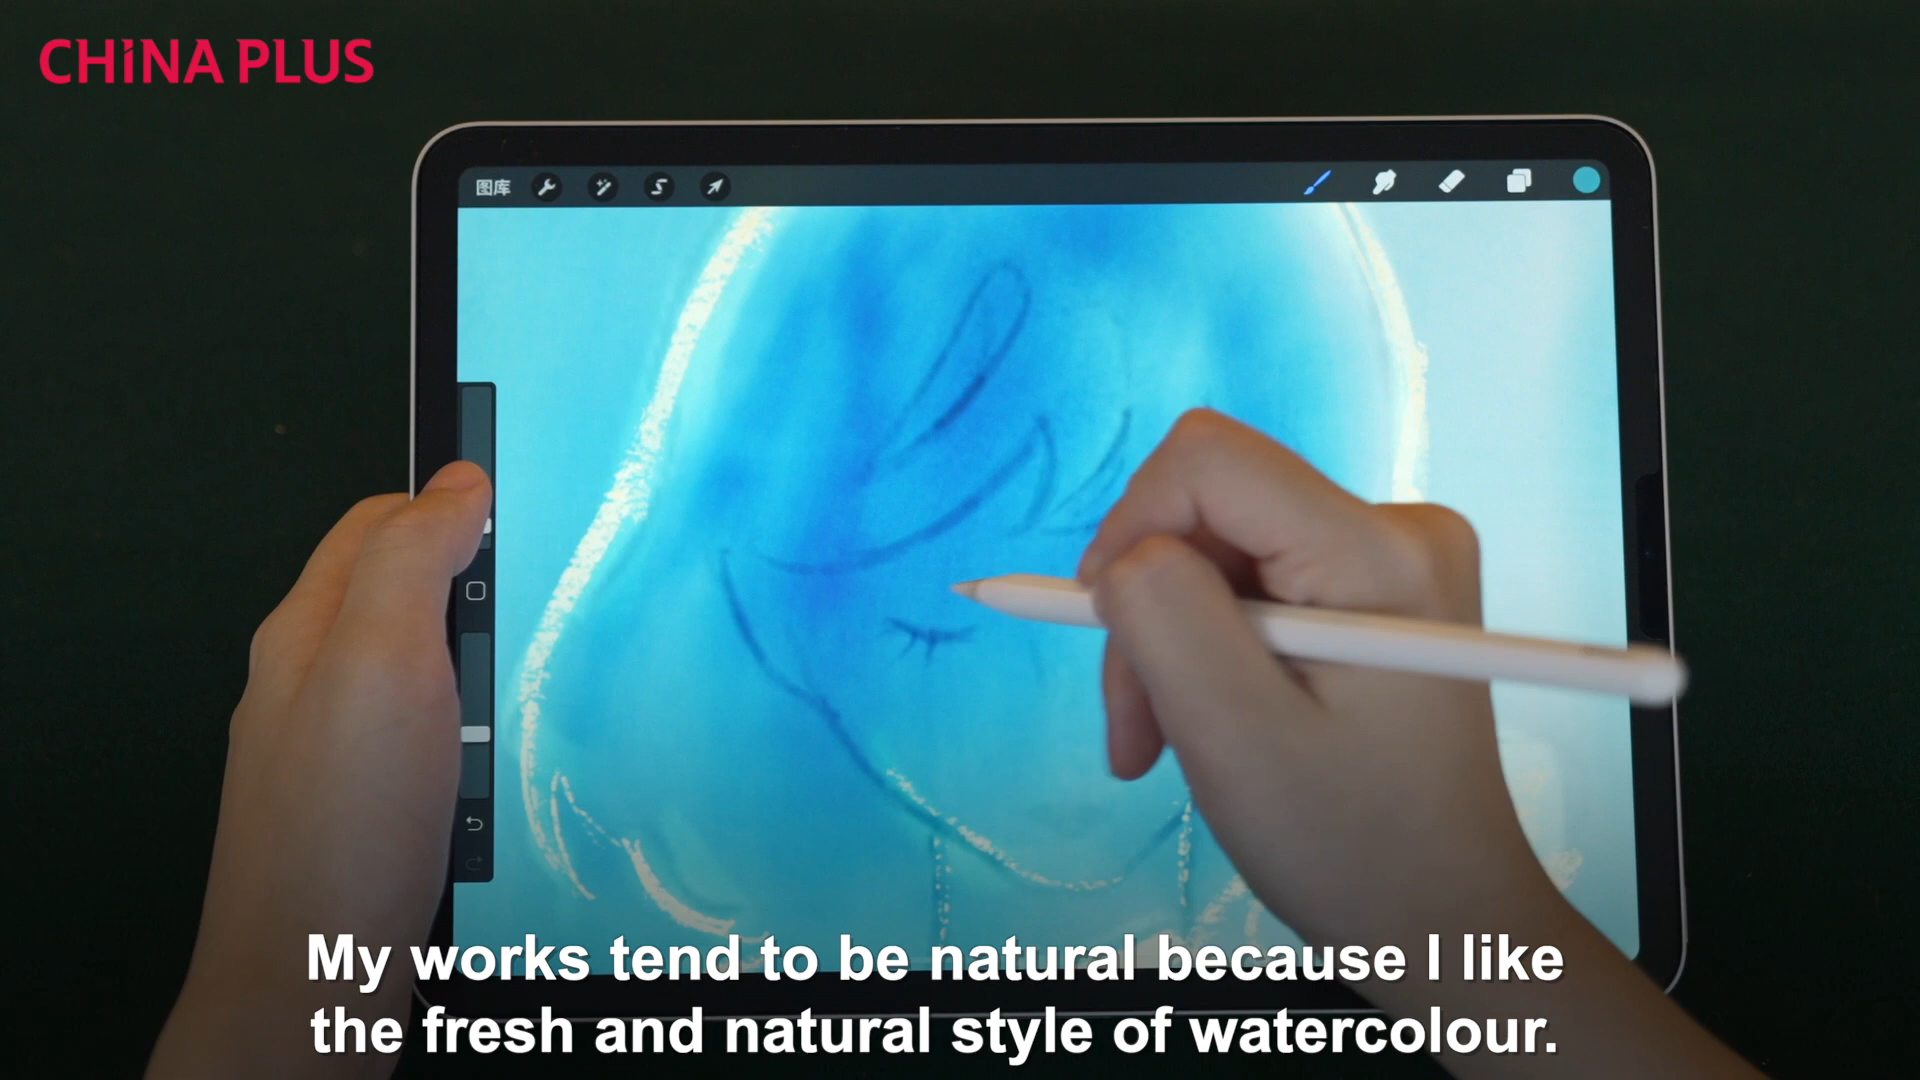 CHINA PLUS
图库
My works tend to be natural because I like
the fresh and natural style of watercolour.